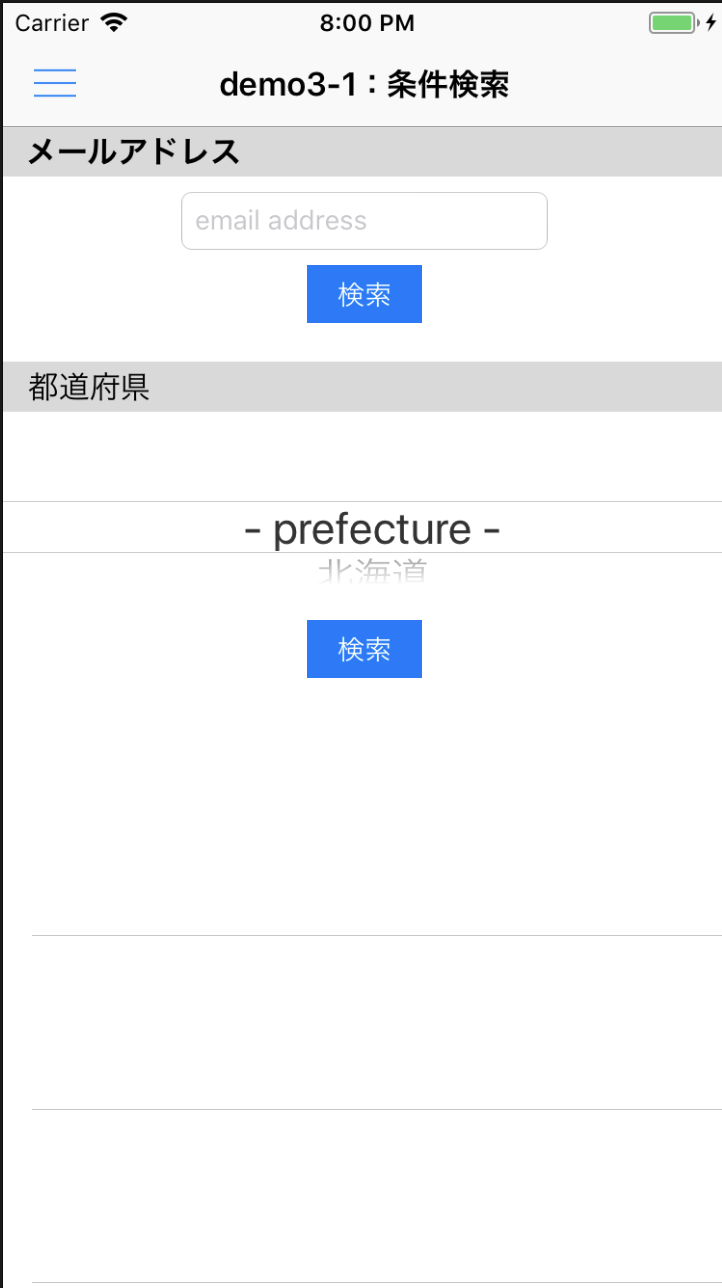 Carrier 8:00 PM
demo3-1：条件検索
メールアドレス
email address
検索
都道府県
- prefecture -
北海道
検索